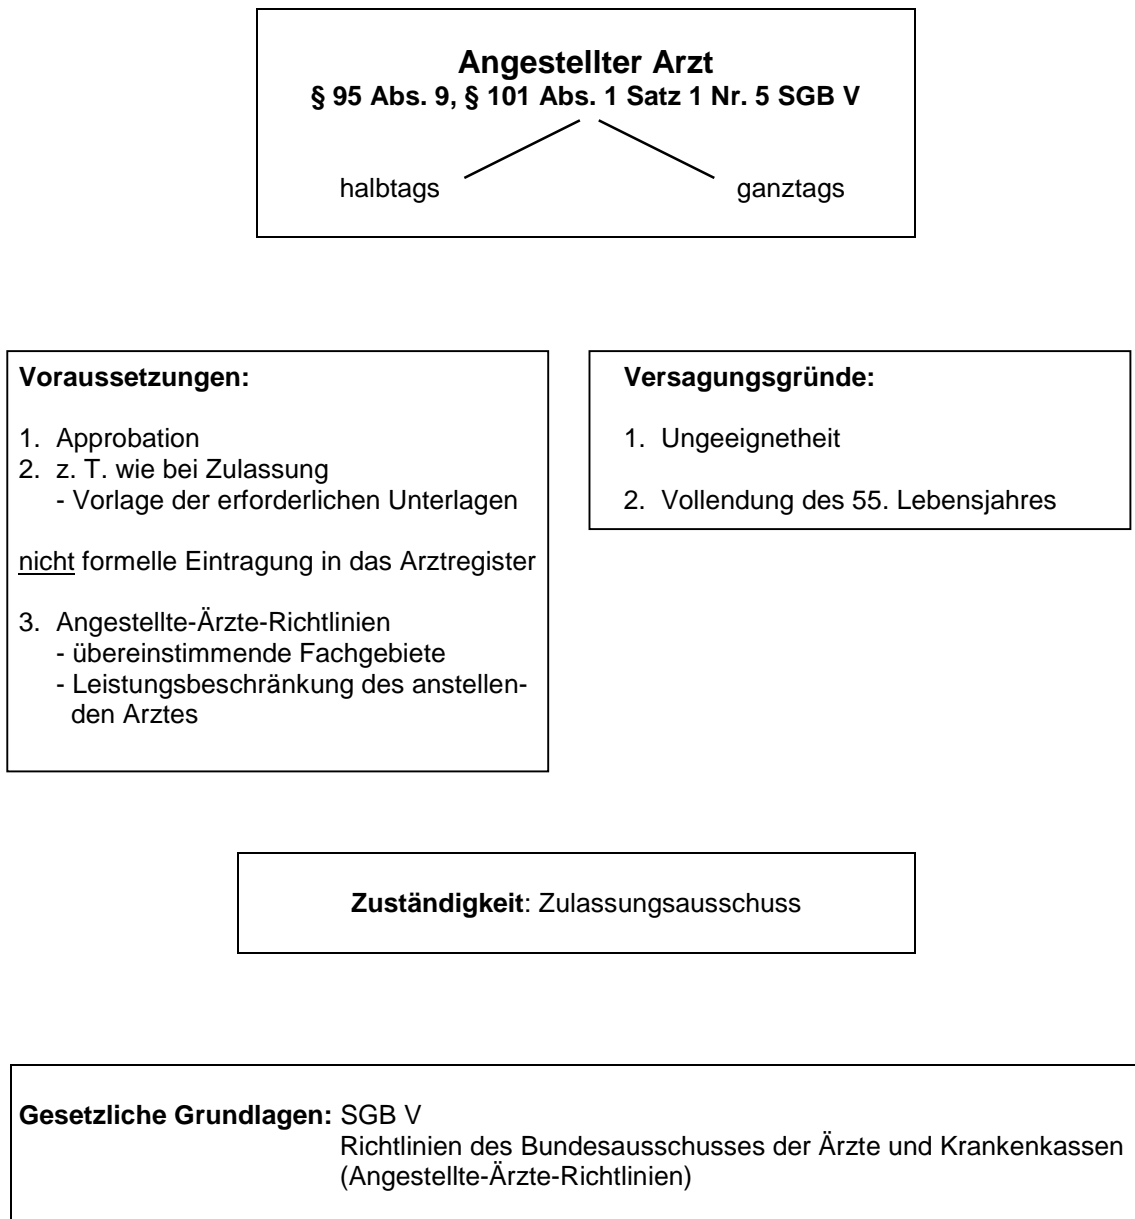 Angestellter Arzt
§ 95 Abs. 9, § 101 Abs. 1 Satz 1 Nr. 5 SGB V
halbtags ganztags
Voraussetzungen:
1. Approbation
2. z. T. wie bei Zulassung
- Vorlage der erforderlichen Unterlagen
nicht formelle Eintragung in das Arztregister
3. Angestellte-Ärzte-Richtlinien
- übereinstimmende Fachgebiete
- Leistungsbeschränkung des anstellen-
den Arztes
Versagungsgründe:
1. Ungeeignetheit
2. Vollendung des 55. Lebensjahres
Zuständigkeit: Zulassungsausschuss
Gesetzliche Grundlagen: SGB V
Richtlinien des Bundesausschusses der Ärzte und Krankenkassen
(Angestellte-Ärzte-Richtlinien)